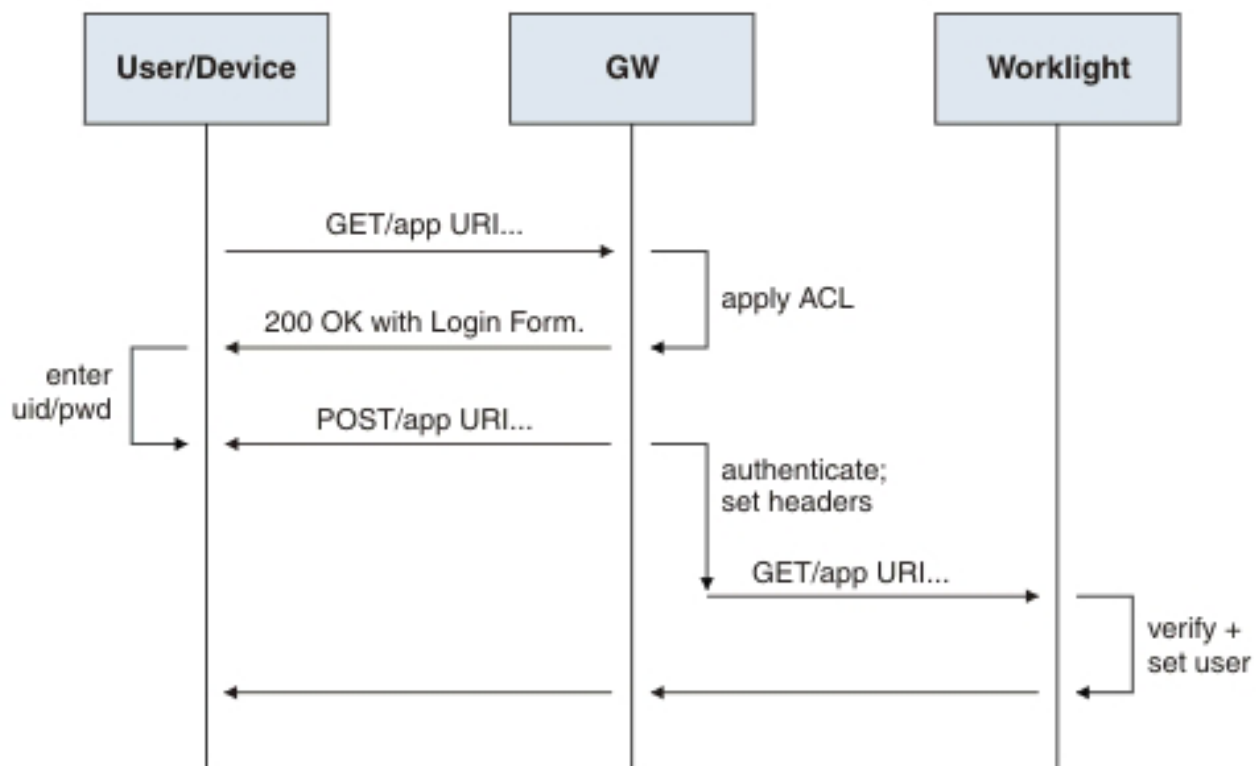 User/Device
GW
Worklight
GET/app URI...
apply ACL
200 OK with Login Form.
enter
uid/pwd
POST/app URI...
authenticate;
set headers
GET/app URI...
verify +
set user